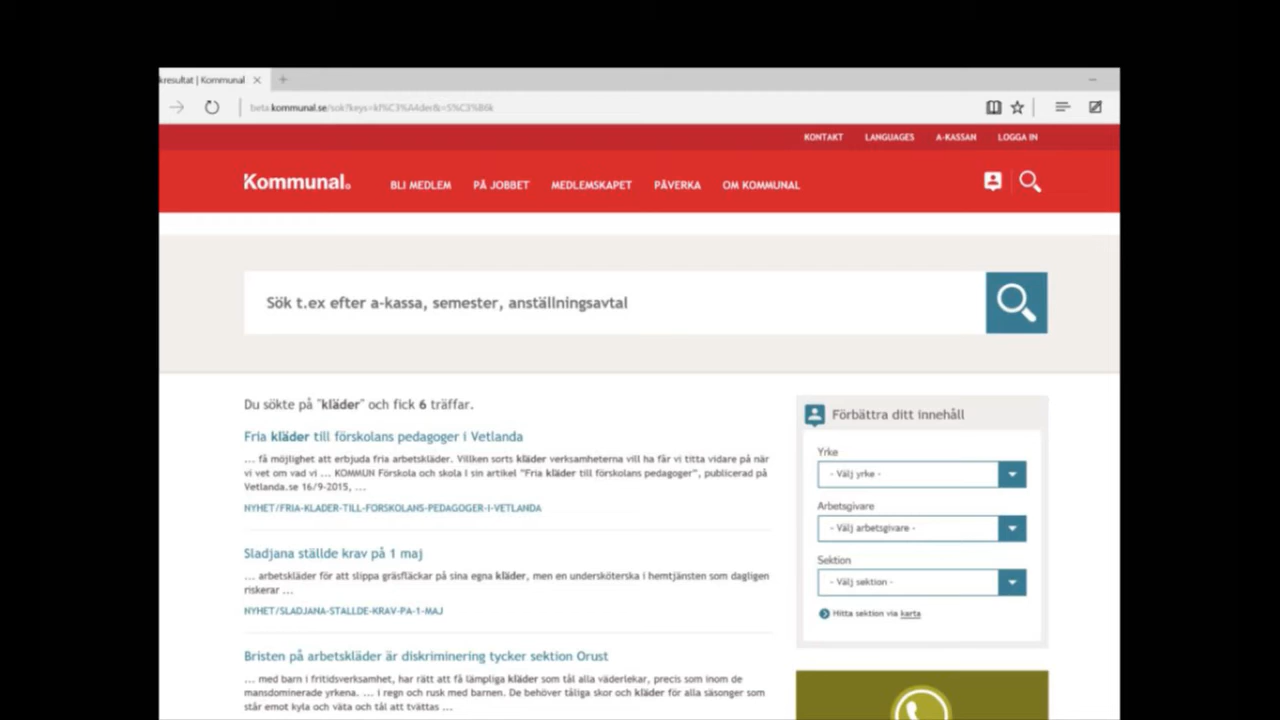 kresultat | Kommunal
beta.kommunal.se/sok?keys=kl%C3%A4der&=S%C3%B6k
KONTAKT LANGUAGES A-KASSAN LOGGA IN
Kommunal. BLI MEDLEM PÅ JOBBET MEDLEMSKAPET PÅVERKA OM KOMMUNAL
Sök t.ex efter a-kassa, semester, anställningsavtal
Du sökte på "kläder" och fick 6 träffar.
Fria kläder till förskolans pedagoger i Vetlanda
... få möjlighet att erbjuda fria arbetskläder. Villken sorts kläder verksamheterna vill ha får vi titta vidare på när
vi vet om vad vi ... KOMMUN Förskola och skola I sin artikel "Fria kläder till förskolans pedagoger", publicerad på
Vetlanda.se 16/9-2015, ...
NYHET/FRIA-KLADER-TILL-FORSKOLANS-PEDAGOGER-I-VETLANDA
Sladjana ställde krav på 1 maj
... arbetskläder för att slippa gräsfläckar på sina egna kläder, men en undersköterska i hemtjänsten som dagligen
riskerar ...
NYHET/SLADJANA-STALLDE-KRAV-PA-1-MAJ
Bristen på arbetskläder är diskriminering tycker sektion Orust
... med barn i fritidsverksamhet, har rätt att få lämpliga kläder som tål alla väderlekar, precis som inom de
mansdominerade yrkena. ... i regn och rusk med barnen. De behöver tåliga skor och kläder för alla säsonger som
står emot kyla och väta och tål att tvättas ...
Förbättra ditt innehåll
Yrke
- Välj yrke -
Arbetsgivare
- Välj arbetsgivare -
Sektion
- Välj sektion -
Hitta sektion via karta